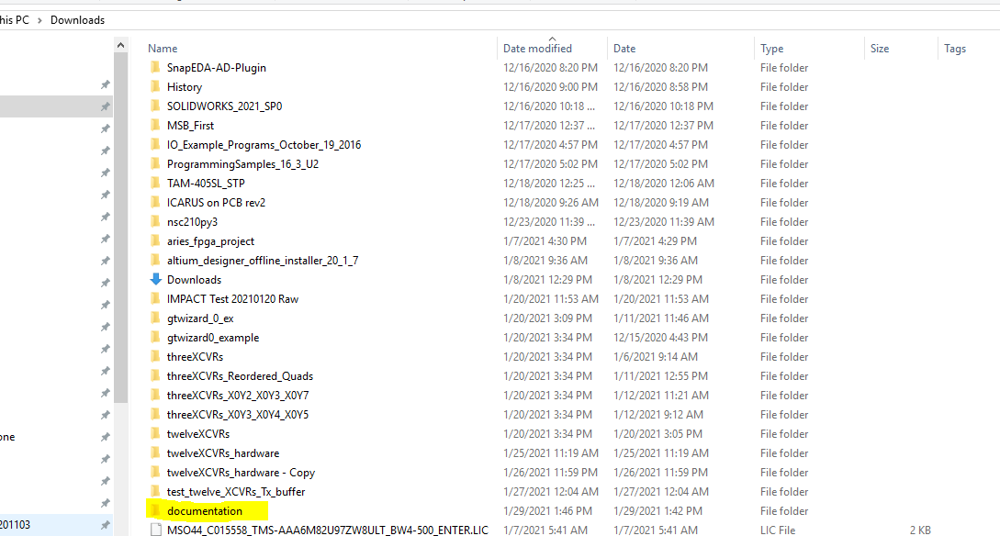 his PC > Downloads
Name Date modified Date Type Size Tags
SnapEDA-AD-Plugin 12/16/2020 8:20 PM 12/16/2020 8:20 PM File folder
History 12/16/2020 9:00 PM 12/16/2020 8:58 PM File folder
SOLIDWORKS_2021_SP0 12/16/2020 10:18 ... 12/16/2020 10:18 PM File folder
MSB_First 12/17/2020 12:37 ... 12/17/2020 12:37 PM File folder
IO_Example_Programs_October_19_2016 12/17/2020 4:57 PM 12/17/2020 4:57 PM File folder
ProgrammingSamples_16_3_U2 12/17/2020 5:02 PM 12/17/2020 5:02 PM File folder
TAM-405SL_STP 12/18/2020 12:25 ... 12/18/2020 12:06 AM File folder
ICARUS on PCB rev2 12/18/2020 9:26 AM 12/18/2020 9:19 AM File folder
nsc210py3 12/23/2020 11:39 ... 12/23/2020 11:39 AM File folder
aries_fpga_project 1/7/2021 4:30 PM 1/7/2021 4:29 PM File folder
altium_designer_offline_installer_20_1_7 1/8/2021 9:36 AM 1/8/2021 9:36 AM File folder
Downloads 1/8/2021 12:29 PM 1/8/2021 12:29 PM File folder
IMPACT Test 20210120 Raw 1/20/2021 11:53 AM 1/20/2021 11:53 AM File folder
gtwizard_0_ex 1/20/2021 3:09 PM 1/11/2021 11:46 AM File folder
gtwizard0_example 1/20/2021 3:34 PM 12/15/2020 4:43 PM File folder
threeXCVRs 1/20/2021 3:34 PM 1/6/2021 9:14 AM File folder
threeXCVRs_Reordered_Quads 1/20/2021 3:34 PM 1/11/2021 12:55 PM File folder
threeXCVRs_X0Y2_X0Y3_X0Y7 1/20/2021 3:34 PM 1/12/2021 11:21 AM File folder
threeXCVRs_X0Y3_X0Y4_X0Y5 1/20/2021 3:34 PM 1/12/2021 9:12 AM File folder
one twelveXCVRs 1/20/2021 3:34 PM 1/20/2021 3:05 PM File folder
twelveXCVRs_hardware 1/25/2021 11:19 AM 1/25/2021 11:19 AM File folder
twelveXCVRs_hardware - Copy 1/26/2021 11:59 PM 1/26/2021 11:59 PM File folder
test_twelve_XCVRs_Tx_buffer 1/27/2021 12:04 AM 1/27/2021 12:04 AM File folder
documentation 1/29/2021 1:46 PM 1/29/2021 1:42 PM File folder
201103 MSO44_C015558_TMS-AAA6M82U97ZW8ULT_BW4-500_ENTER.LIC 1/7/2021 5:41 AM 1/7/2021 5:41 AM LIC File 2 KB